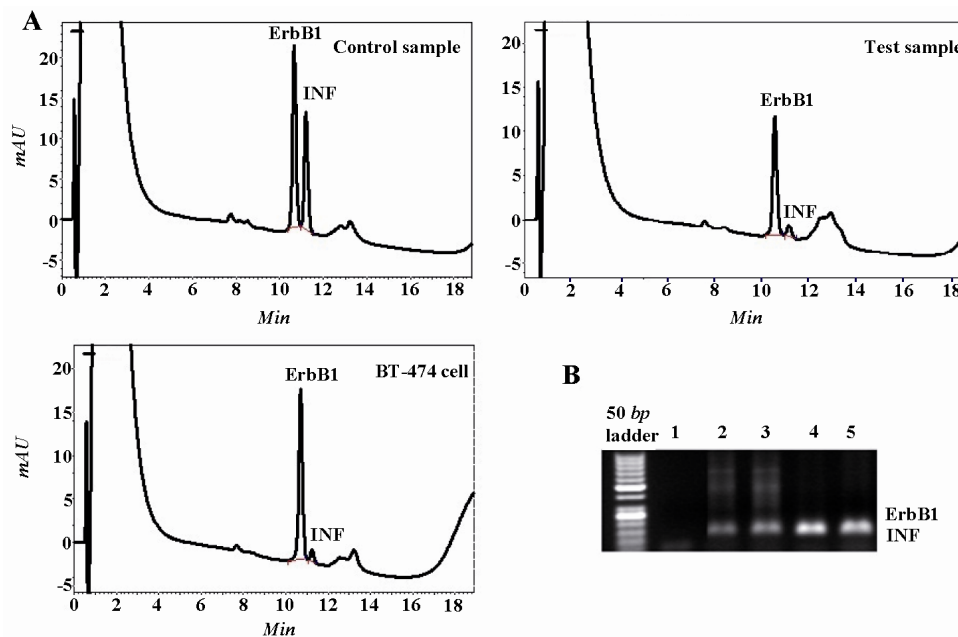 A
ErbB1
INF
Control sample
mAU
20
15
10
5
0
-5
0 2 4 6 8 10 12 14 16 18
Min
Test sample
ErbB1
INF
20
15
10
5
0
-5
0 2 4 6 8 10 12 14 16 18
mAU
Min
BT-474 cell
ErbB1
INF
20
15
10
5
0
-5
0 2 4 6 8 10 12 14 16 18
mAU
Min
B
50 bp
ladder 1 2 3 4 5
ErbB1
INF